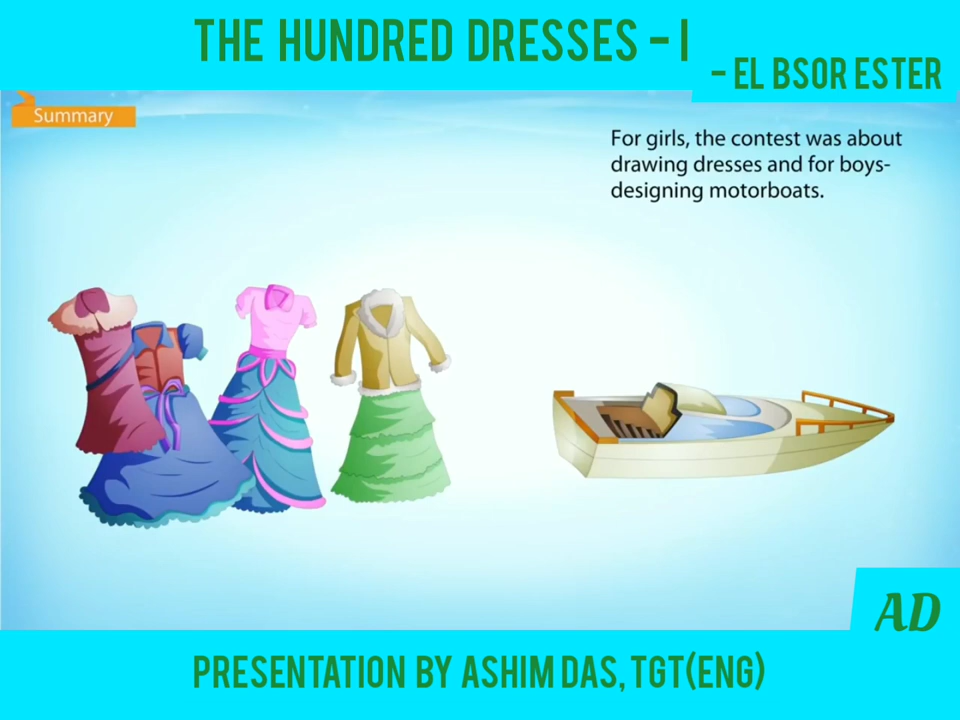 THE HUNDRED DRESSES - I
- EL BSOR ESTER
Summary
For girls, the contest was about
drawing dresses and for boys-
designing motorboats.
AD
PRESENTATION BY ASHIM DAS, TGT(ENG)